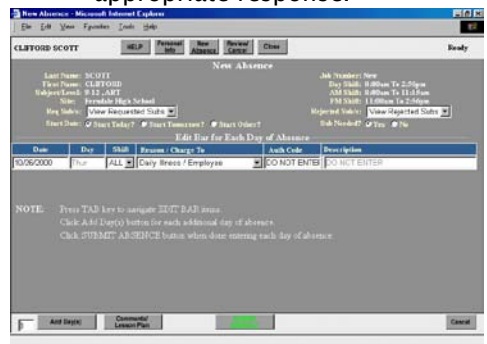 appropriate response.
New Absence - Microsoft Internet Explorer
File Edit View Favorites Tools Help
CLIFFORD SCOTT HELP Personal Info New Absence Review/ Cancel Close Ready
New Absence
Last Name: SCOTT Job Number: New
First Name: CLIFFORD Day Shift: 8:00am To 2:50pm
Subject/Level: 9-12 ,ART AM Shift: 8:00am To 11:15am
Site: Ferndale High School PM Shift: 11:00am To 2:50pm
Req Sub/s: View Requested Subs Rejected Sub/s: View Rejected Subs
Start Date: Start Today? Start Tomorrow? Start Other? Sub Needed? Yes No
Edit Bar for Each Day of Absence
Date Day Shift Reason / Charge To Auth Code Description
10/26/2000 Thur ALL Daily Illness / Employee DO NOT ENTER DO NOT ENTER
NOTE: Press TAB key to navigate EDIT BAR items.
Click Add Day(s) button for each additional day of absence.
Click SUBMIT ABSENCE button when done entering each day of absence.
Add Day(s) Comments/ Lesson Plan Cancel